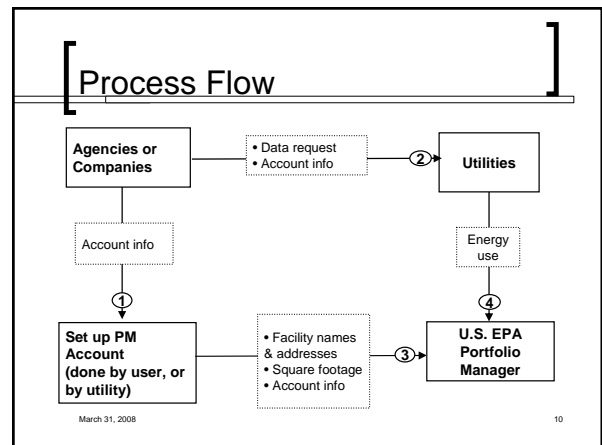 Process Flow
Agencies or
Companies
• Data request
• Account info
2
Utilities
Account info
Energy
use
1
4
Set up PM
Account
(done by user, or
by utility)
• Facility names
& addresses
• Square footage
• Account info
3
U.S. EPA
Portfolio
Manager
March 31, 2008
10